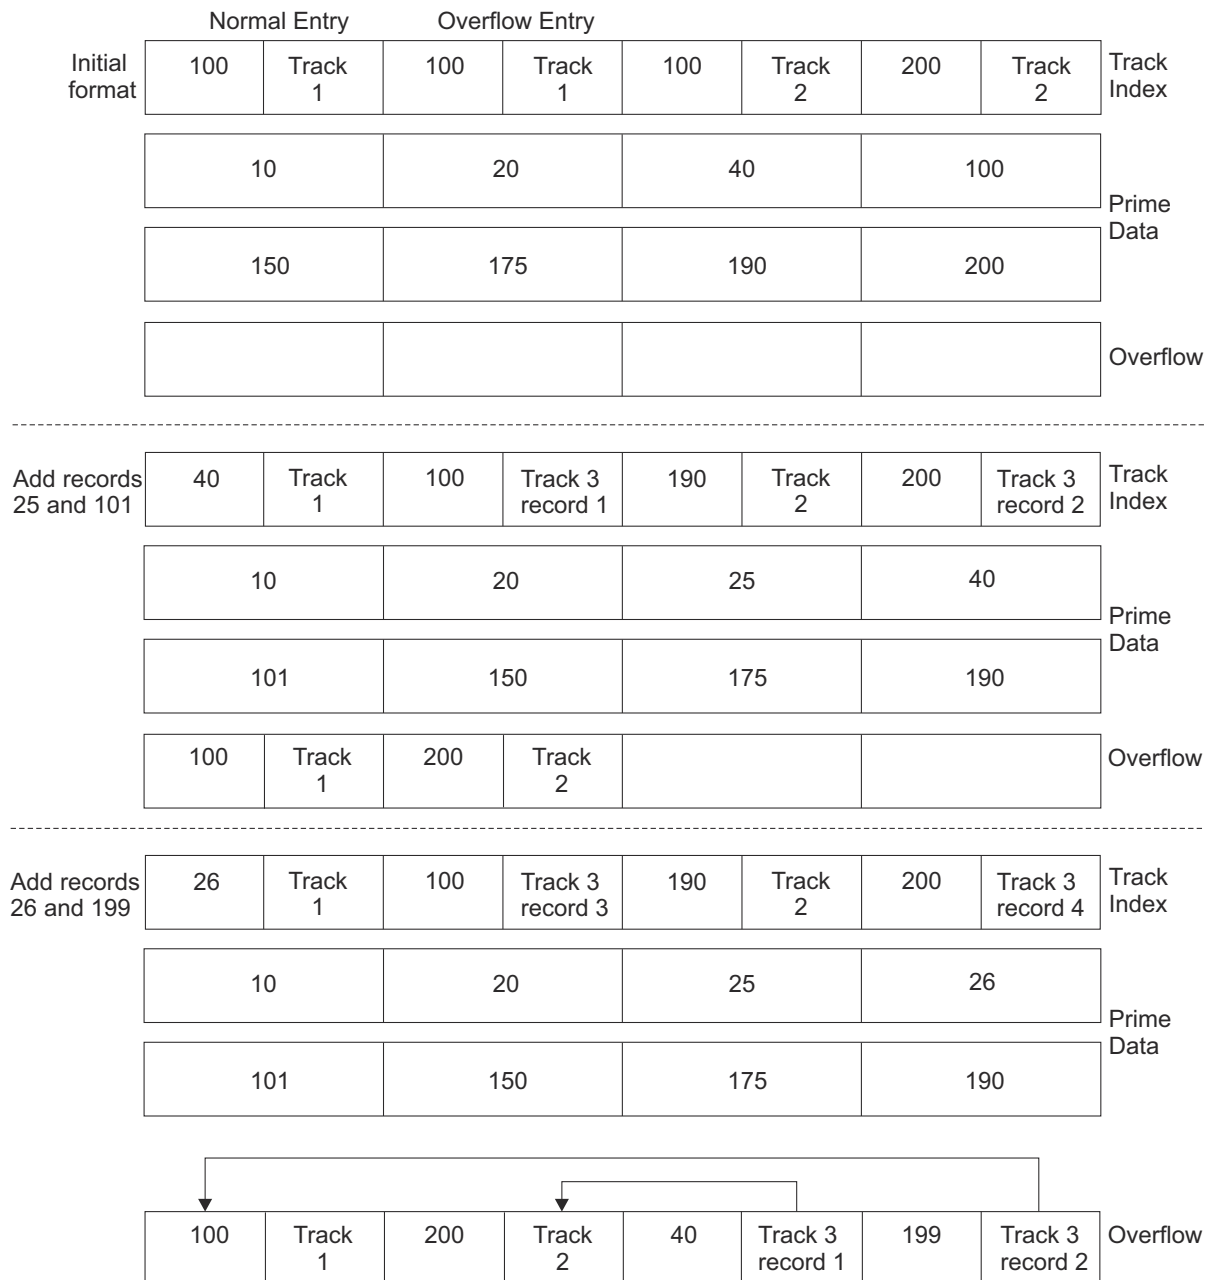 Normal Entry Overflow Entry
Initial format 100 Track 1 100 Track 1 100 Track 2 200 Track 2 Track Index
10 20 40 100
Prime Data
150 175 190 200
Overflow
Add records 25 and 101 40 Track 1 100 Track 3 record 1 190 Track 2 200 Track 3 record 2 Track Index
10 20 25 40
Prime Data
101 150 175 190
100 Track 1 200 Track 2 Overflow
Add records 26 and 199 26 Track 1 100 Track 3 record 3 190 Track 2 200 Track 3 record 4 Track Index
10 20 25 26
Prime Data
101 150 175 190
100 Track 1 200 Track 2 40 Track 3 record 1 199 Track 3 record 2 Overflow